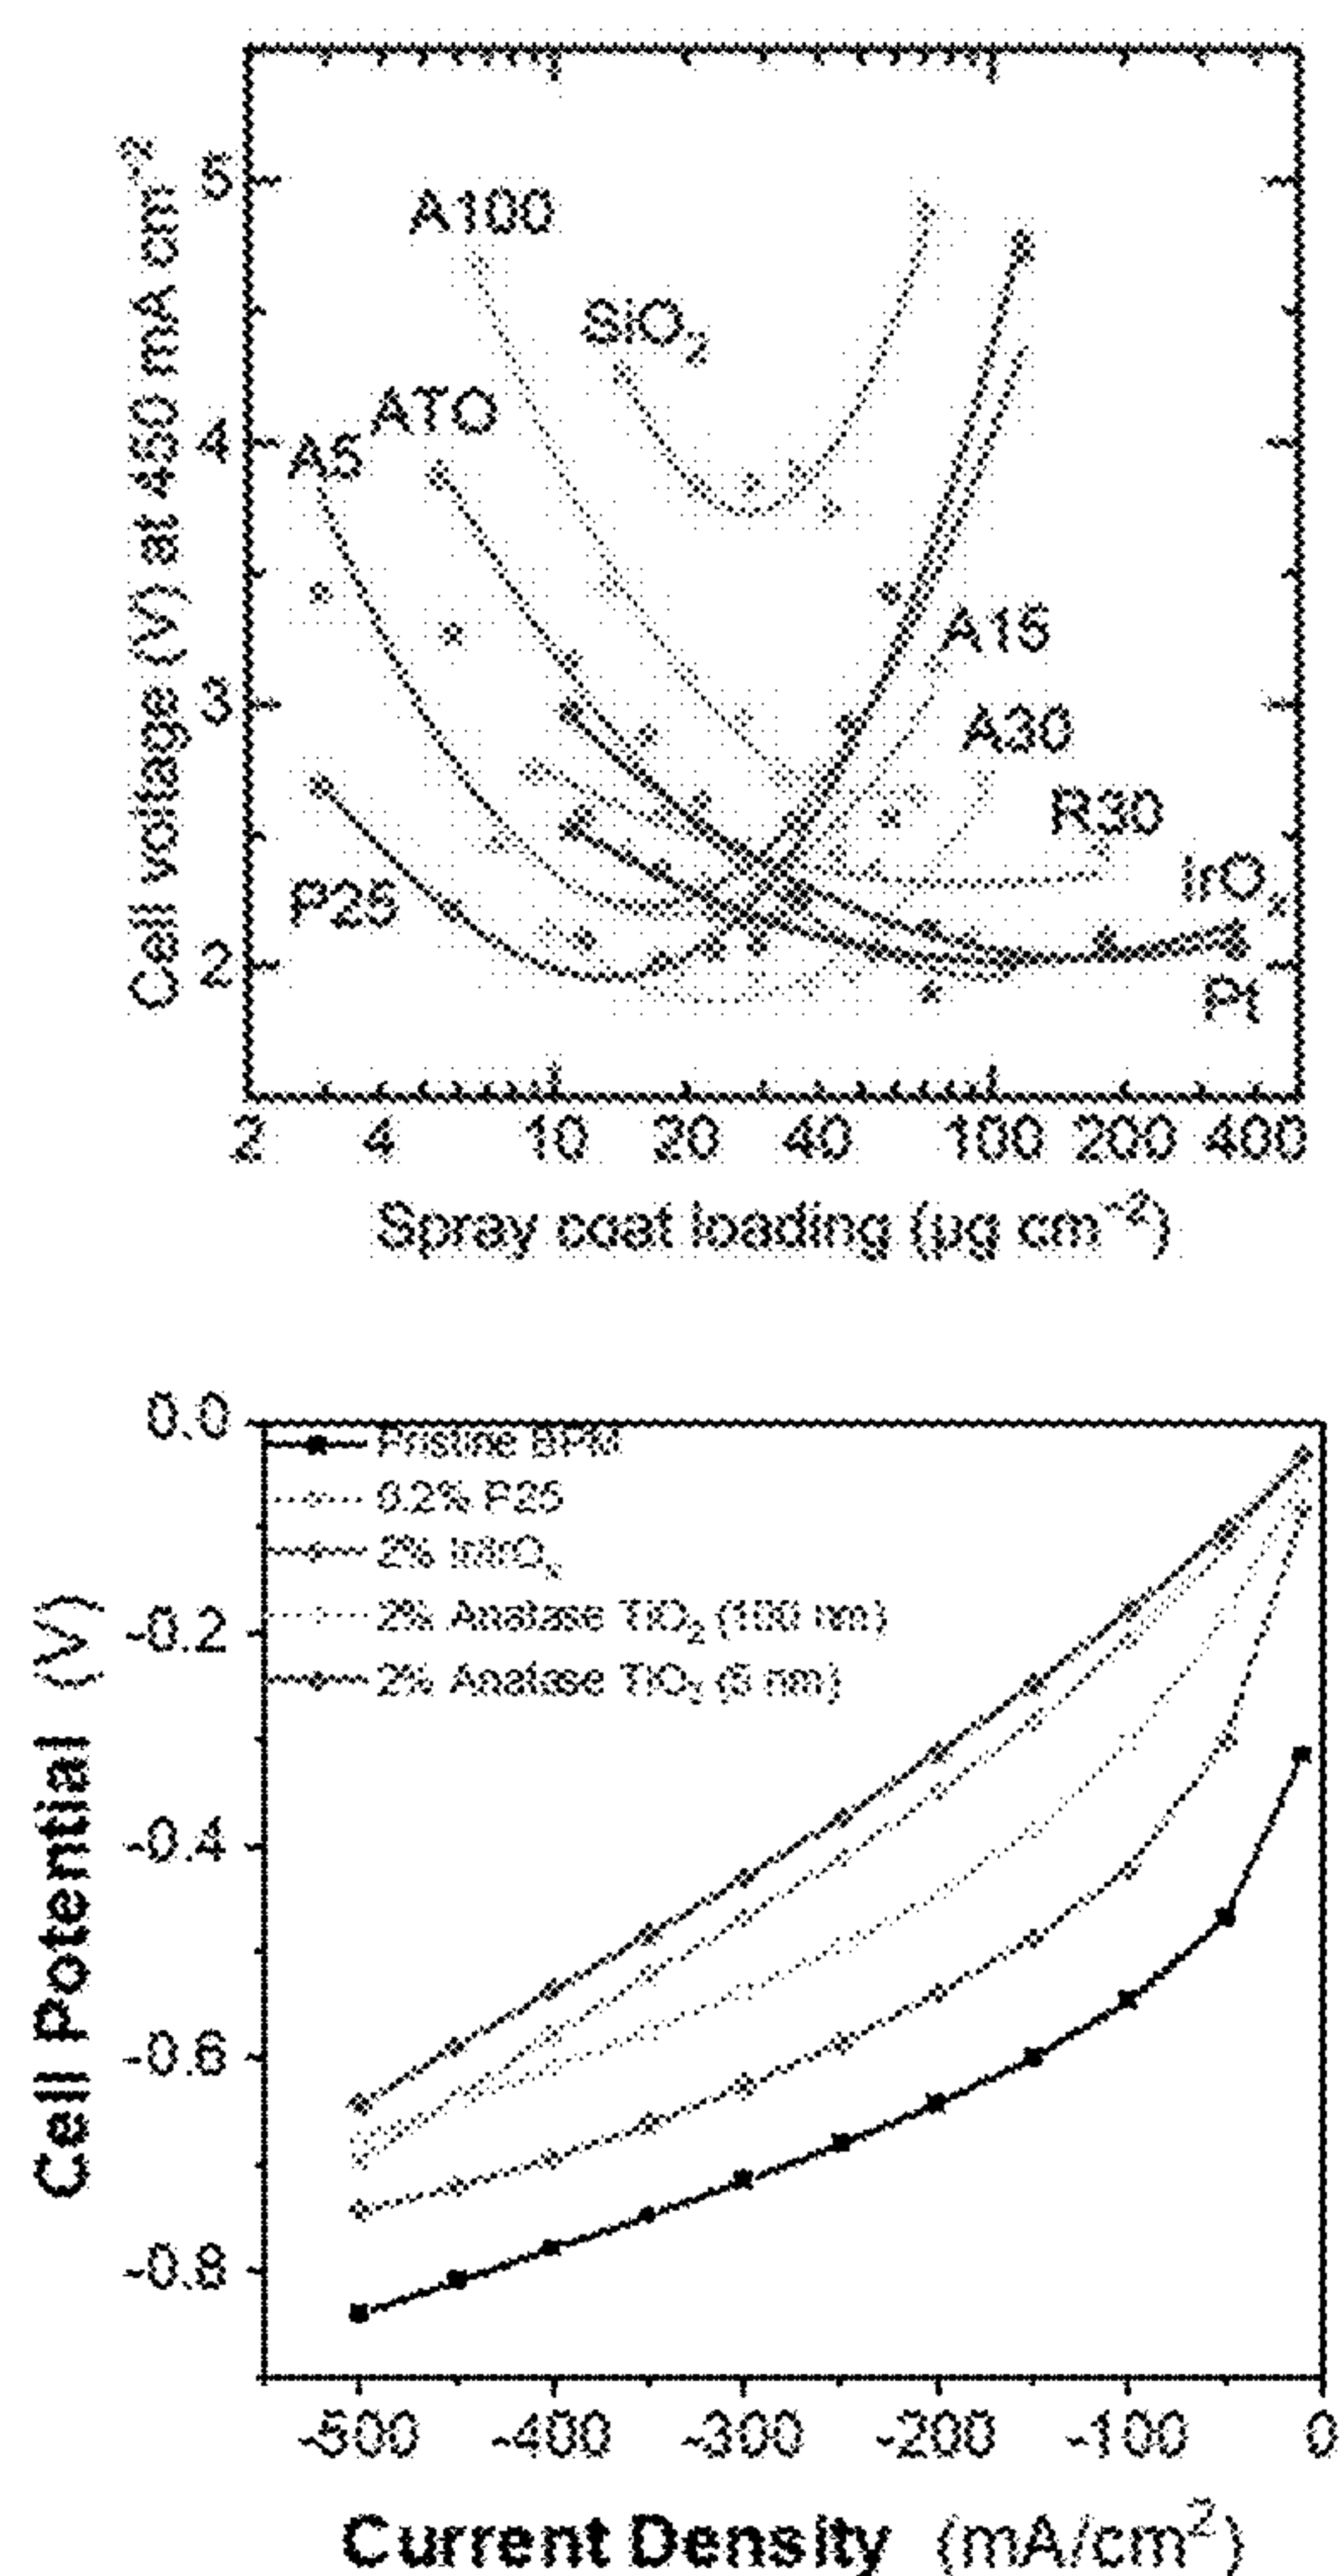 Cell voltage (V) at 450 mA cm⁻²
5
4
3
2
A100
SiO₂
ATO
A5
A15
A30
R30
IrOₓ
P25
Pt
2 4 10 20 40 100 200 400
Spray coat loading (µg cm⁻²)
Cell Potential (V)
0.0
-0.2
-0.4
-0.6
-0.8
Pristine BPM
0.2% P25
2% IrIrOₓ
2% Anatase TiO₂ (100 nm)
2% Anatase TiO₂ (5 nm)
-500 -400 -300 -200 -100 0
Current Density (mA/cm²)